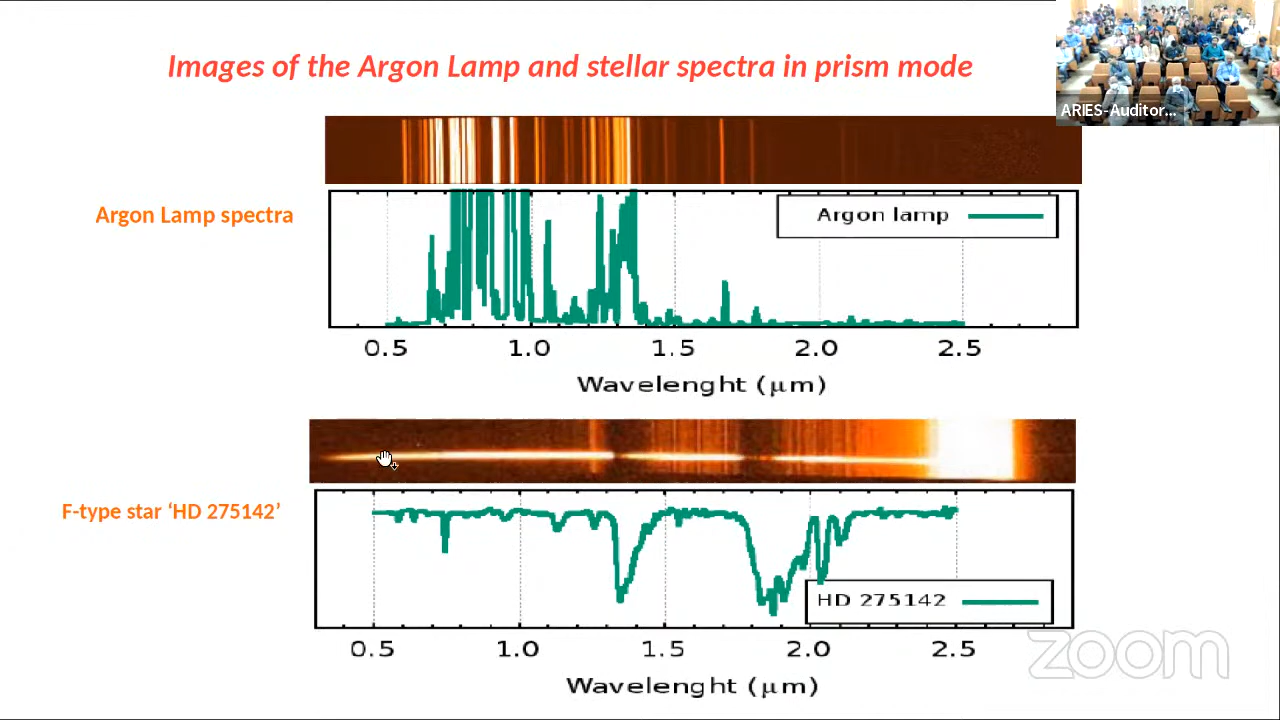 Images of the Argon Lamp and stellar spectra in prism mode
ARIES-Auditor...
Argon Lamp spectra
Argon lamp
0.5 1.0 1.5 2.0 2.5
Wavelenght (μm)
F-type star ‘HD 275142’
HD 275142
0.5 1.0 1.5 2.0 2.5
Wavelenght (μm)
zoom